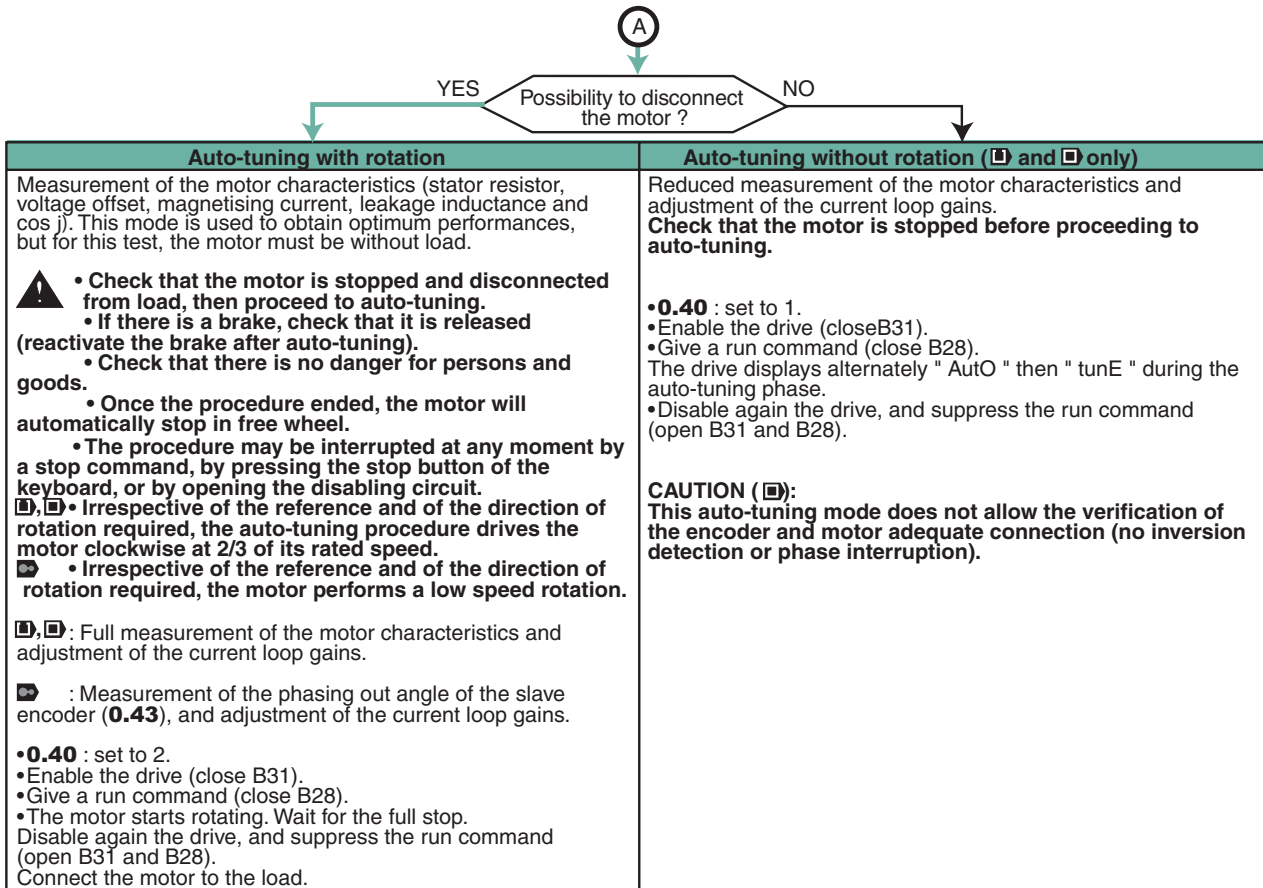 A
YES
Possibility to disconnect
the motor ?
NO
Auto-tuning with rotation
Measurement of the motor characteristics (stator resistor,
voltage offset, magnetising current, leakage inductance and
cos j). This mode is used to obtain optimum performances,
but for this test, the motor must be without load.
! • Check that the motor is stopped and disconnected
from load, then proceed to auto-tuning.
• If there is a brake, check that it is released
(reactivate the brake after auto-tuning).
• Check that there is no danger for persons and
goods.
• Once the procedure ended, the motor will
automatically stop in free wheel.
• The procedure may be interrupted at any moment by
a stop command, by pressing the stop button of the
keyboard, or by opening the disabling circuit.
, • Irrespective of the reference and of the direction of
rotation required, the auto-tuning procedure drives the
motor clockwise at 2/3 of its rated speed.
• Irrespective of the reference and of the direction of
rotation required, the motor performs a low speed rotation.
, : Full measurement of the motor characteristics and
adjustment of the current loop gains.
: Measurement of the phasing out angle of the slave
encoder (0.43), and adjustment of the current loop gains.
•0.40 : set to 2.
•Enable the drive (close B31).
•Give a run command (close B28).
•The motor starts rotating. Wait for the full stop.
Disable again the drive, and suppress the run command
(open B31 and B28).
Connect the motor to the load.
Auto-tuning without rotation ( and only)
Reduced measurement of the motor characteristics and
adjustment of the current loop gains.
Check that the motor is stopped before proceeding to
auto-tuning.
•0.40 : set to 1.
•Enable the drive (closeB31).
•Give a run command (close B28).
The drive displays alternately " AutO " then " tunE " during the
auto-tuning phase.
•Disable again the drive, and suppress the run command
(open B31 and B28).
CAUTION ( ):
This auto-tuning mode does not allow the verification of
the encoder and motor adequate connection (no inversion
detection or phase interruption).